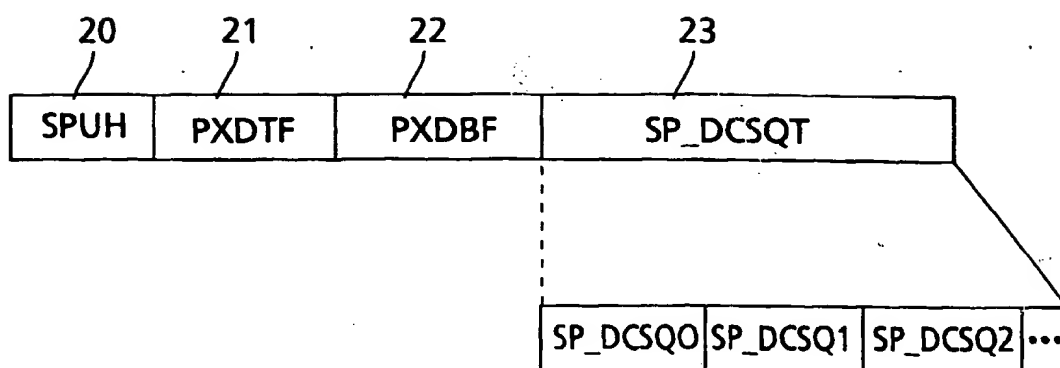 20 21 22 23
SPUH PXDTF PXDBF SP_DCSQT
SP_DCSQ0 SP_DCSQ1 SP_DCSQ2 •••